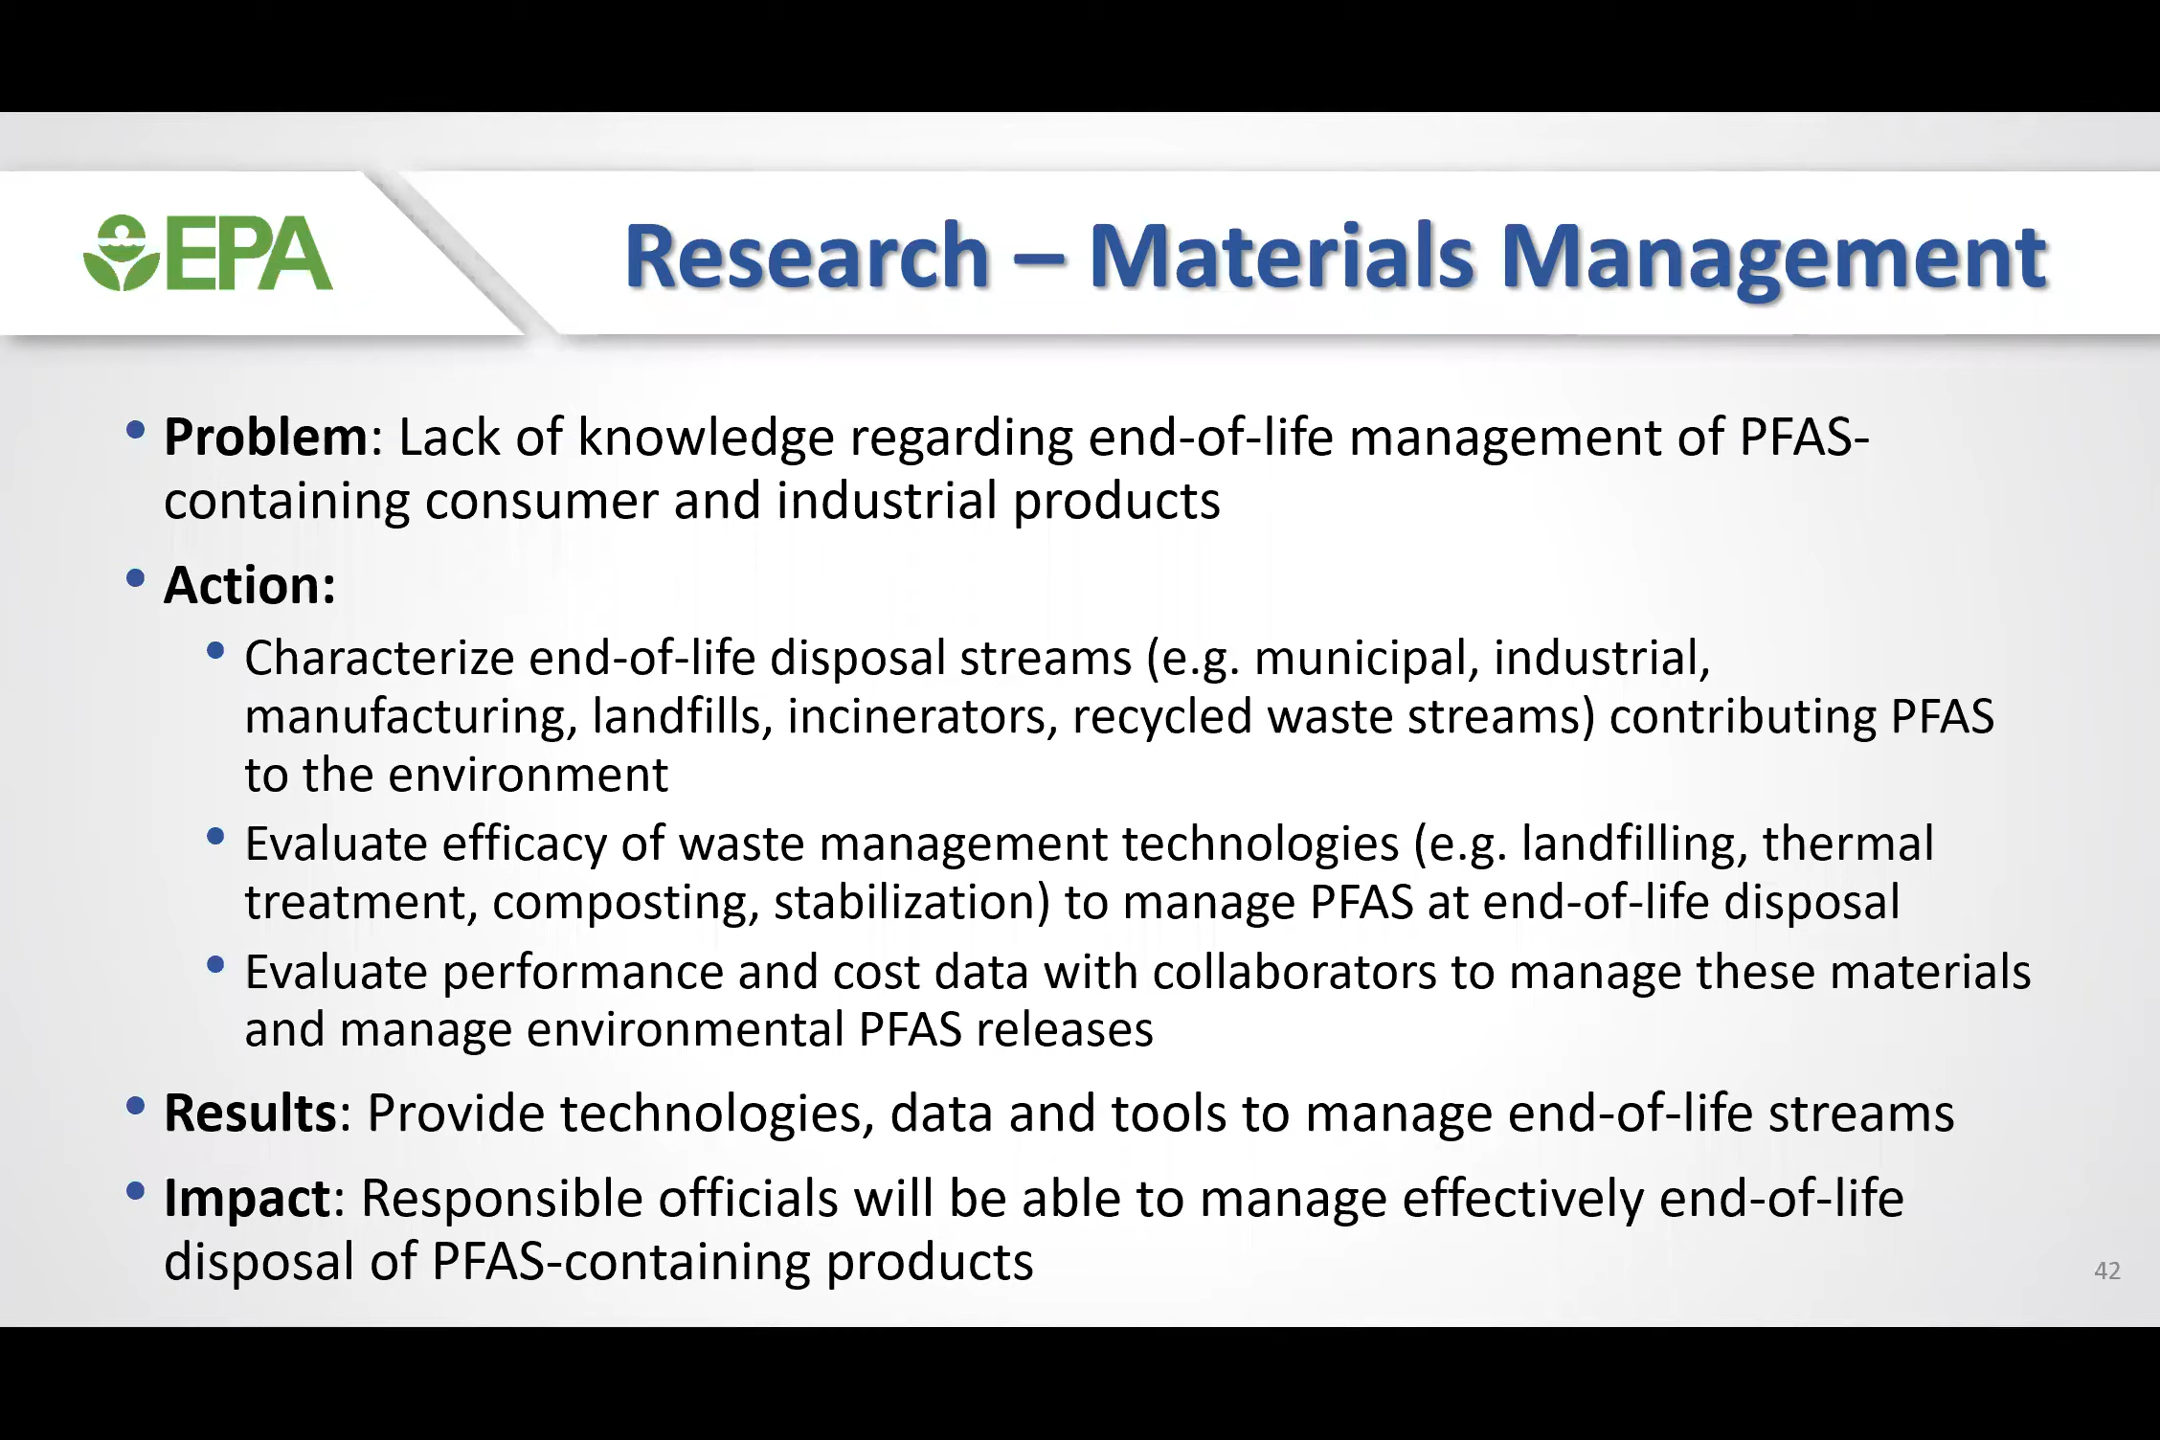 EPA
Research – Materials Management
• Problem: Lack of knowledge regarding end-of-life management of PFAS-
containing consumer and industrial products
• Action:
• Characterize end-of-life disposal streams (e.g. municipal, industrial,
manufacturing, landfills, incinerators, recycled waste streams) contributing PFAS
to the environment
• Evaluate efficacy of waste management technologies (e.g. landfilling, thermal
treatment, composting, stabilization) to manage PFAS at end-of-life disposal
• Evaluate performance and cost data with collaborators to manage these materials
and manage environmental PFAS releases
• Results: Provide technologies, data and tools to manage end-of-life streams
• Impact: Responsible officials will be able to manage effectively end-of-life
disposal of PFAS-containing products
42